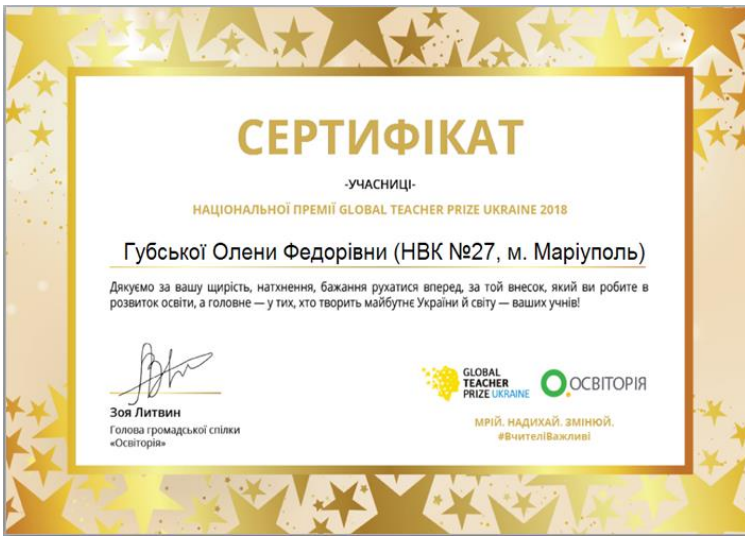 СЕРТИФІКАТ
-УЧАСНИЦІ-
НАЦІОНАЛЬНОЇ ПРЕМІЇ GLOBAL TEACHER PRIZE UKRAINE 2018
Губської Олени Федорівни (НВК №27, м. Маріуполь)
Дякуємо за вашу щирість, натхнення, бажання рухатися вперед, за той внесок, який ви робите в
розвиток освіти, а головне — у тих, хто творить майбутнє України й світу — ваших учнів!
Зоя Литвин
Голова громадської спілки
«Освіторія»
GLOBAL
TEACHER
PRIZE UKRAINE
ОСВІТОРІЯ
МРІЙ. НАДИХАЙ. ЗМІНЮЙ.
#ВчителіВажливі